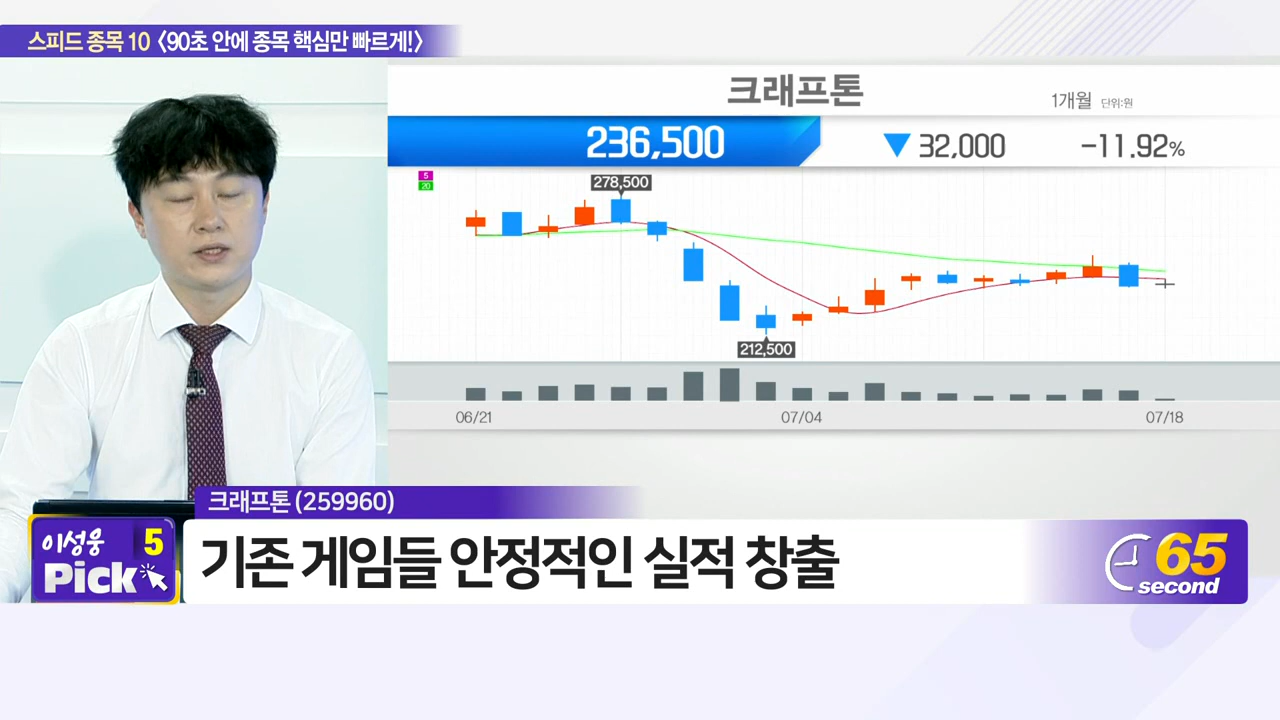 스피드 종목 10 <90초 안에 종목 핵심만 빠르게!>
크래프톤
1개월 단위:원
236,500 ▼ 32,000 -11.92%
5
20
278,500
212,500
06/21 07/04 07/18
크래프톤 (259960)
이성웅 5
Pick
기존 게임들 안정적인 실적 창출
65
second